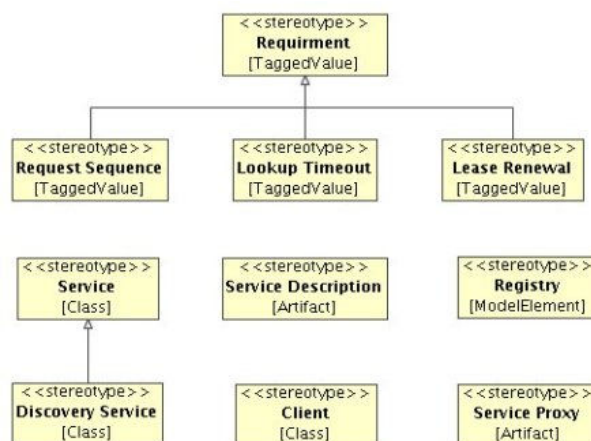 <<stereotype>>
Requirment
[TaggedValue]
<<stereotype>>
Request Sequence
[TaggedValue]
<<stereotype>>
Lookup Timeout
[TaggedValue]
<<stereotype>>
Lease Renewal
[TaggedValue]
<<stereotype>>
Service
[Class]
<<stereotype>>
Service Description
[Artifact]
<<stereotype>>
Registry
[ModelElement]
<<stereotype>>
Discovery Service
[Class]
<<stereotype>>
Client
[Class]
<<stereotype>>
Service Proxy
[Artifact]